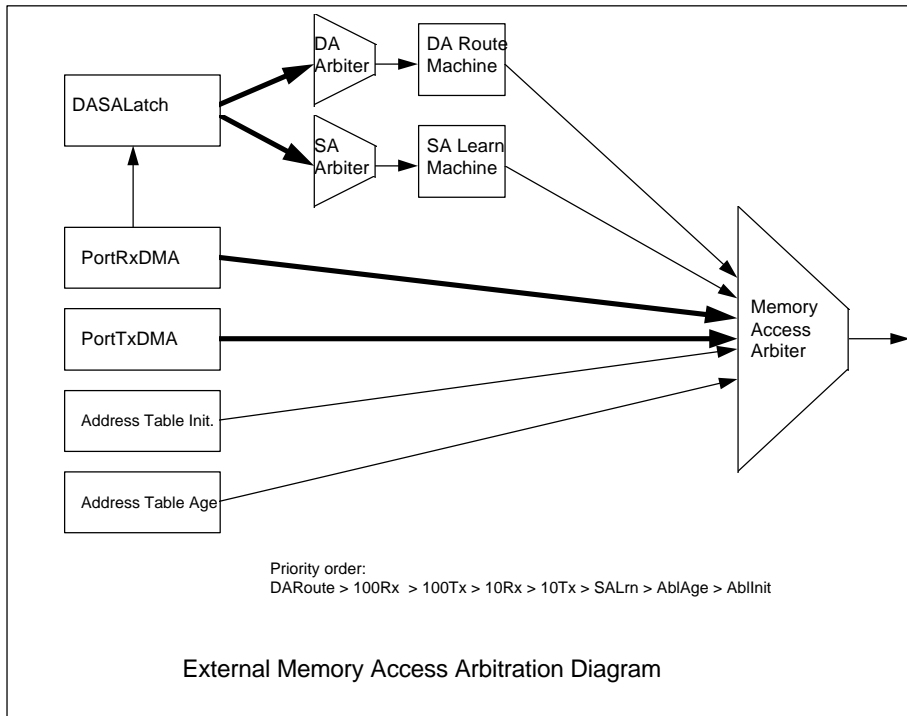 DA
Arbiter
DA Route
Machine
DASALatch
SA
Arbiter
SA Learn
Machine
PortRxDMA
Memory
Access
Arbiter
PortTxDMA
Address Table Init.
Address Table Age
Priority order:
DARoute > 100Rx > 100Tx > 10Rx > 10Tx > SALrn > AblAge > AblInit
External Memory Access Arbitration Diagram